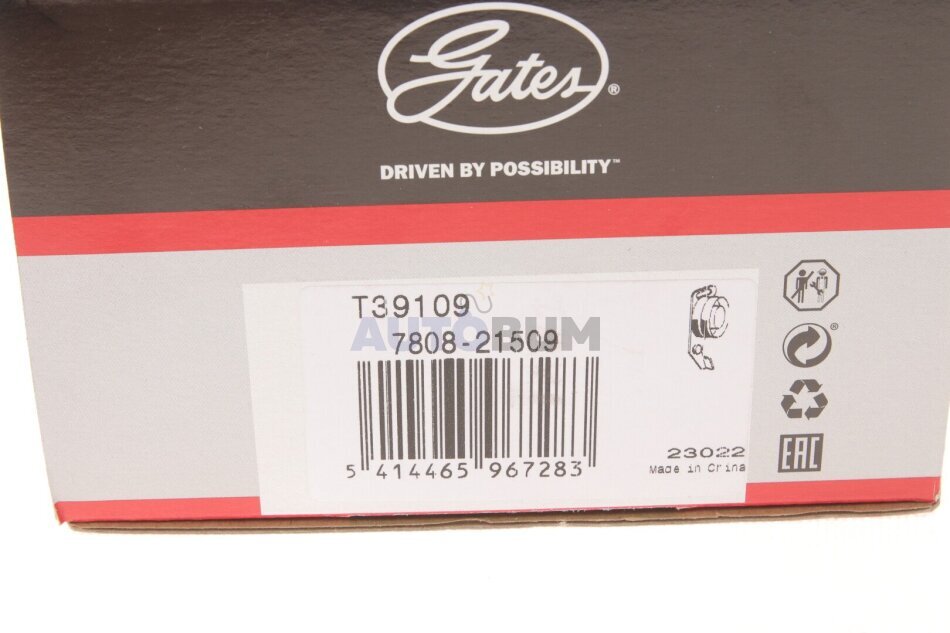 Gates®
DRIVEN BY POSSIBILITY™
T39109
AUTOBUM
7808-21509
®
5 414465 967283
23022
Made in China
EAC